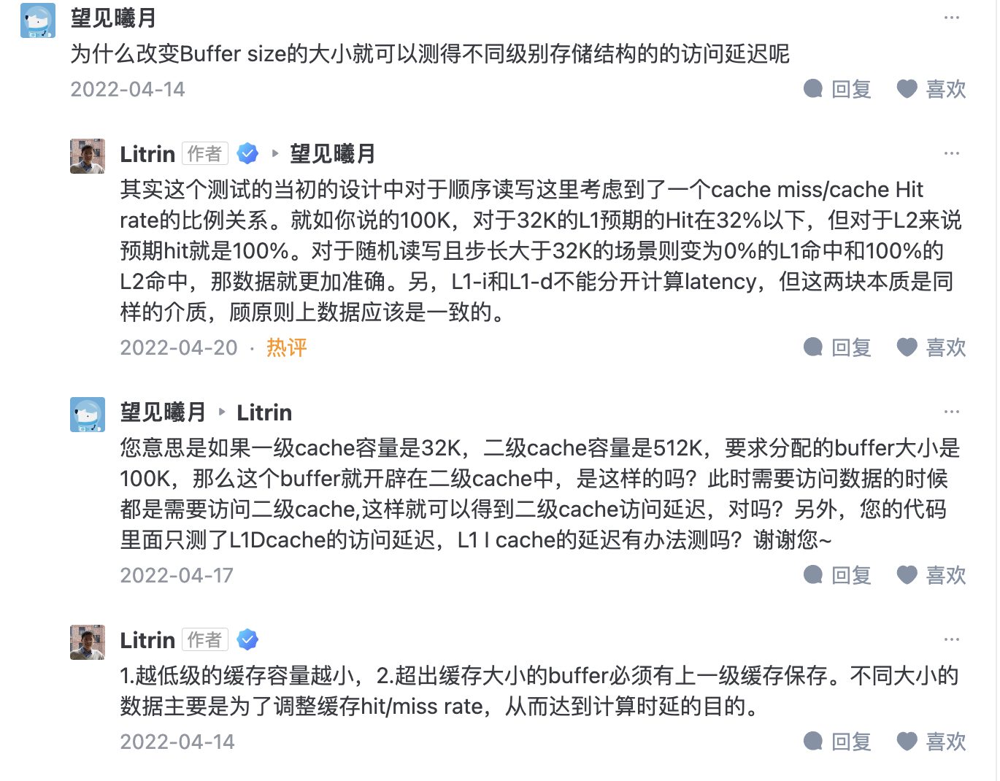 望见曦月
为什么改变Buffer size的大小就可以测得不同级别存储结构的的访问延迟呢
2022-04-14 回复 喜欢
Litrin 作者 望见曦月
其实这个测试的当初的设计中对于顺序读写这里考虑到了一个cache miss/cache Hit
rate的比例关系。就如你说的100K，对于32K的L1预期的Hit在32%以下，但对于L2来说
预期hit就是100%。对于随机读写且步长大于32K的场景则变为0%的L1命中和100%的
L2命中，那数据就更加准确。另，L1-i和L1-d不能分开计算latency，但这两块本质是同
样的介质，顾原则上数据应该是一致的。
2022-04-20 · 热评 回复 喜欢
望见曦月 Litrin
您意思是如果一级cache容量是32K，二级cache容量是512K，要求分配的buffer大小是
100K，那么这个buffer就开辟在二级cache中，是这样的吗？此时需要访问数据的时候
都是需要访问二级cache,这样就可以得到二级cache访问延迟，对吗？另外，您的代码
里面只测了L1Dcache的访问延迟，L1 I cache的延迟有办法测吗？谢谢您~
2022-04-17 回复 喜欢
Litrin 作者
1.越低级的缓存容量越小，2.超出缓存大小的buffer必须有上一级缓存保存。不同大小的
数据主要是为了调整缓存hit/miss rate，从而达到计算时延的目的。
2022-04-14 回复 喜欢